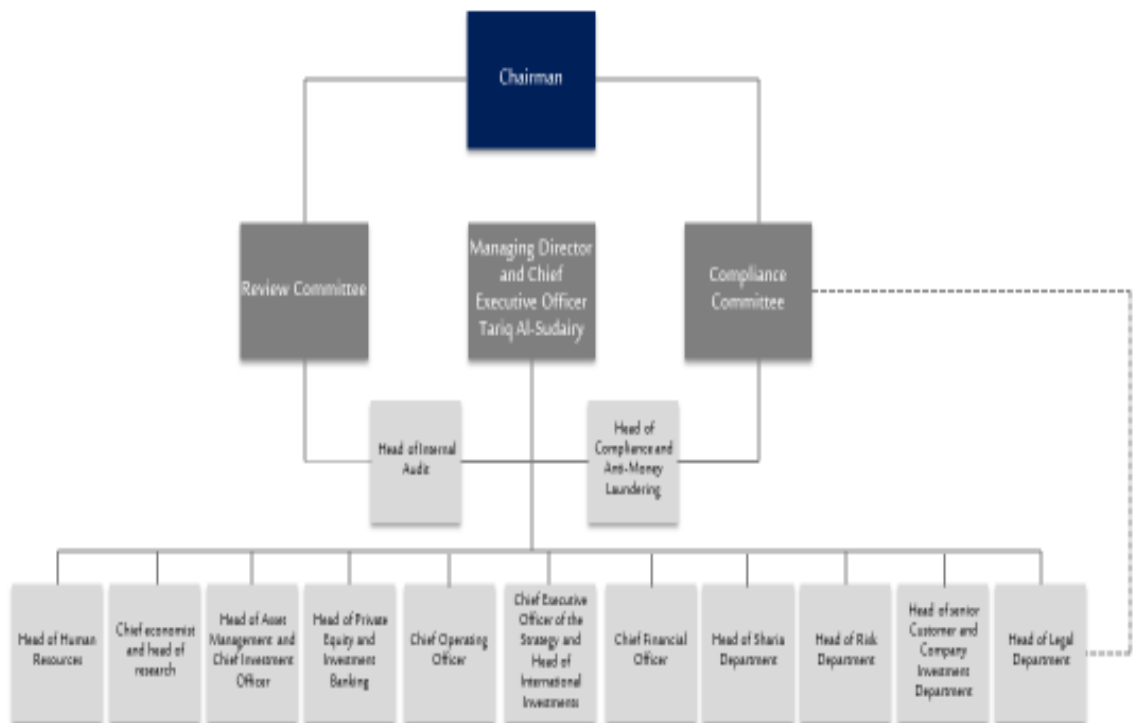 Chairman
Review Committee
Managing Director
and Chief
Executive Officer
Tariq Al-Sudairy
Compliance
Committee
Head of Internal
Audit
Head of
Compliance and
Anti-Money
Laundering
Head of Human
Resources
Chief economist
and head of
research
Head of Asset
Management and
Chief Investment
Officer
Head of Private
Equity and
Investment
Banking
Chief Operating
Officer
Chief Executive
Officer of the
Strategy and
Head of
International
Investments
Chief Financial
Officer
Head of Sharia
Department
Head of Risk
Department
Head of senior
Customer and
Company
Investment
Department
Head of Legal
Department